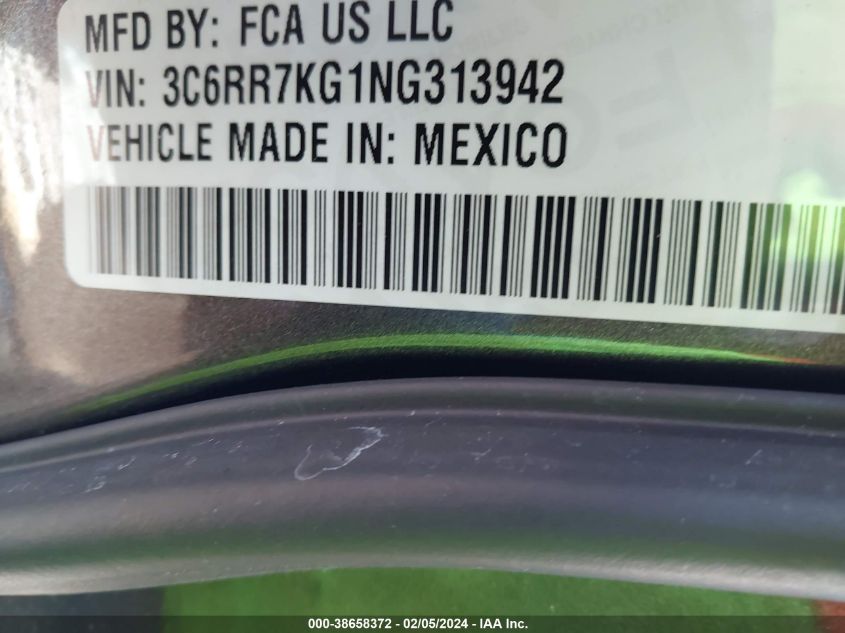 MFD BY: FCA US LLC
VIN: 3C6RR7KG1NG313942
VEHICLE MADE IN: MEXICO
000-38658372 - 02/05/2024 - IAA Inc.